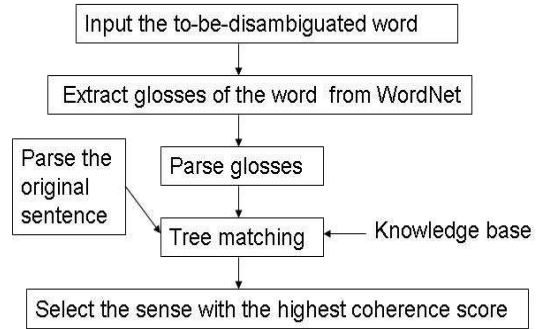 Input the to-be-disambiguated word
Extract glosses of the word from WordNet
Parse the
original
sentence
Parse glosses
Tree matching
Knowledge base
Select the sense with the highest coherence score